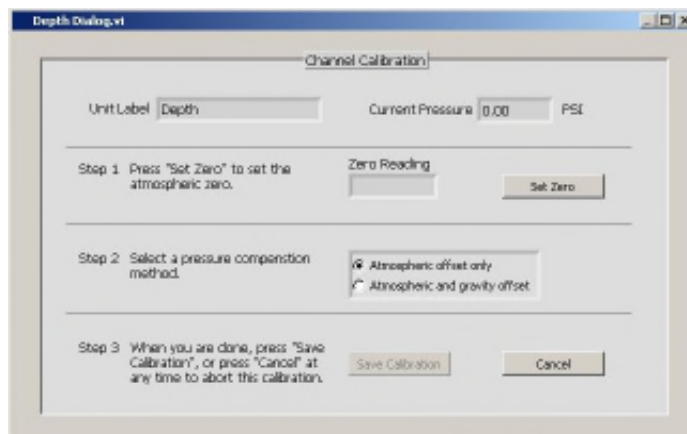 Depth Dialog.vi
Channel Calibration
Unit Label Depth Current Pressure 0.00 PSI
Step 1 Press "Set Zero" to set the
atmospheric zero.
Zero Reading
Set Zero
Step 2 Select a pressure compenstion
method.
Atmospheric offset only
Atmospheric and gravity offset
Step 3 When you are done, press "Save
Calibration", or press "Cancel" at
any time to abort this calibration.
Save Calibration Cancel